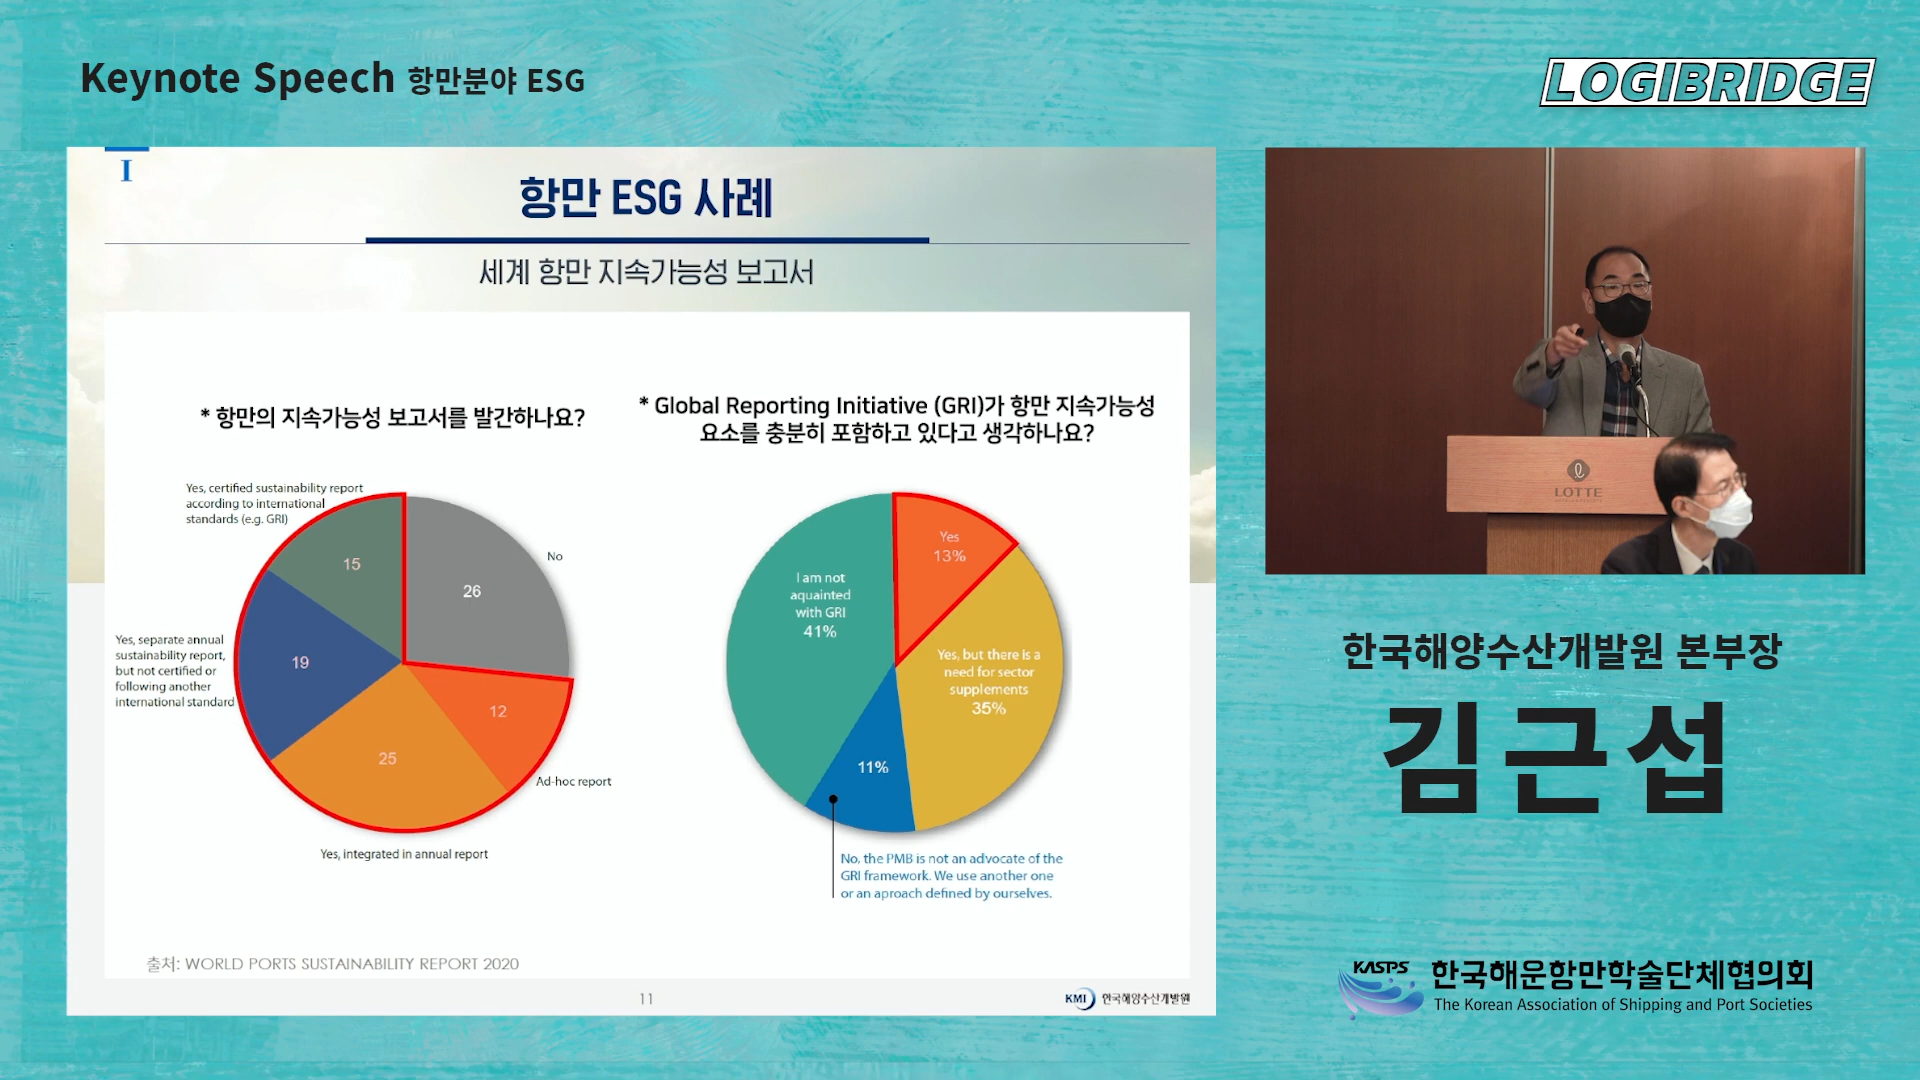 Keynote Speech 항만분야 ESG
LOGIBRIDGE
I
항만 ESG 사례
세계 항만 지속가능성 보고서
* 항만의 지속가능성 보고서를 발간하나요?
Yes, certified sustainability report
according to international
standards (e.g. GRI)
15
No
26
Yes, separate annual
sustainability report,
but not certified or
following another
international standard
19
12
25
Ad-hoc report
Yes, integrated in annual report
* Global Reporting Initiative (GRI)가 항만 지속가능성
요소를 충분히 포함하고 있다고 생각하나요?
Yes
13%
I am not
aquainted
with GRI
41%
Yes, but there is a
need for sector
supplements
35%
11%
No, the PMB is not an advocate of the
GRI framework. We use another one
or an aproach defined by ourselves.
출처: WORLD PORTS SUSTAINABILITY REPORT 2020
11
KMI 한국해양수산개발원
LOTTE
한국해양수산개발원 본부장
김근섭
KASPS
한국해운항만학술단체협의회
The Korean Association of Shipping and Port Societies